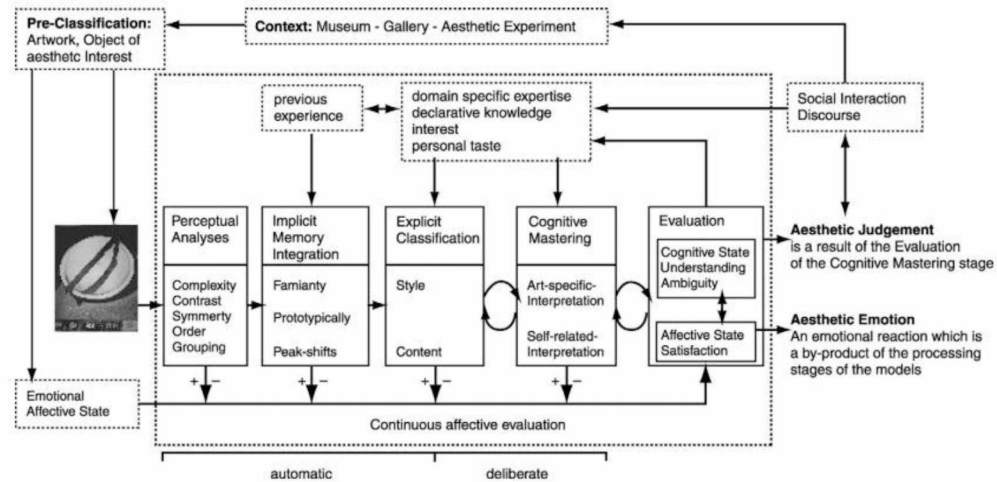 Pre-Classification:
Artwork, Object of
aesthetc Interest
Context: Museum - Gallery - Aesthetic Experiment
previous
experience
domain specific expertise
declarative knowledge
interest
personal taste
Social Interaction
Discourse
Perceptual
Analyses
Complexity
Contrast
Symmerty
Order
Grouping
Implicit
Memory
Integration
Famianty
Prototypically
Peak-shifts
Explicit
Classification
Style
Content
Cognitive
Mastering
Art-specific-
Interpretation
Self-related-
Interpretation
Evaluation
Cognitive State
Understanding
Ambiguity
Affective State
Satisfaction
Aesthetic Judgement
is a result of the Evaluation
of the Cognitive Mastering stage
Aesthetic Emotion
An emotional reaction which is
a by-product of the processing
stages of the models
+ −
+ −
+ −
+ −
Emotional
Affective State
Continuous affective evaluation
automatic
deliberate